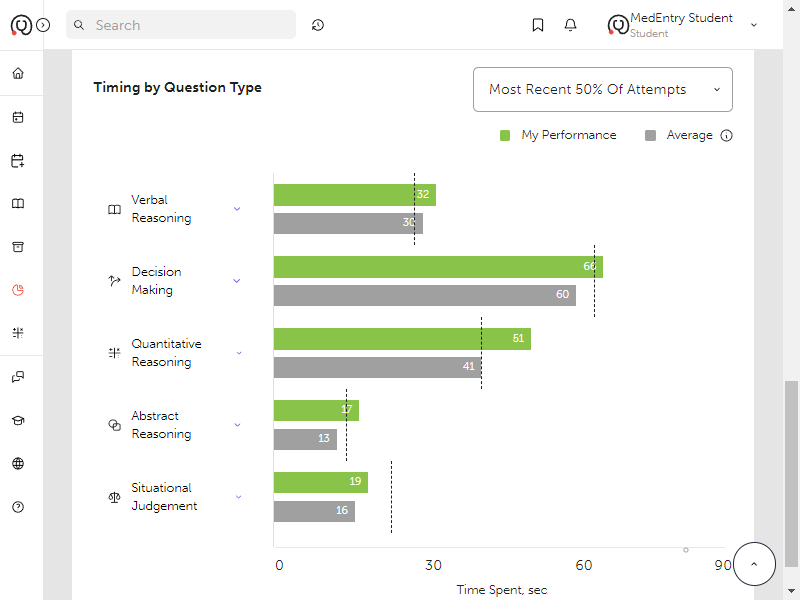 Search
MedEntry Student
Student
Timing by Question Type
Most Recent 50% Of Attempts
My Performance
Average
Verbal
Reasoning
32
30
Decision
Making
66
60
Quantitative
Reasoning
51
41
Abstract
Reasoning
17
13
Situational
Judgement
19
16
0 30 60 90
Time Spent, sec